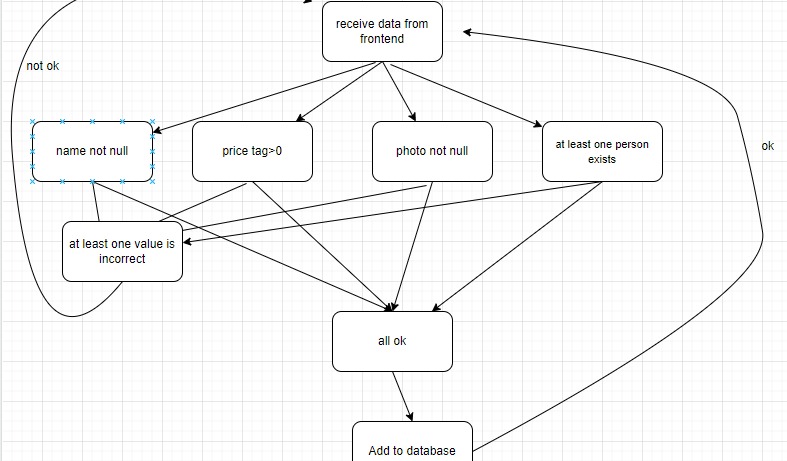 receive data from
frontend
not ok
name not null
price tag>0
photo not null
at least one person
exists
ok
at least one value is
incorrect
all ok
Add to database